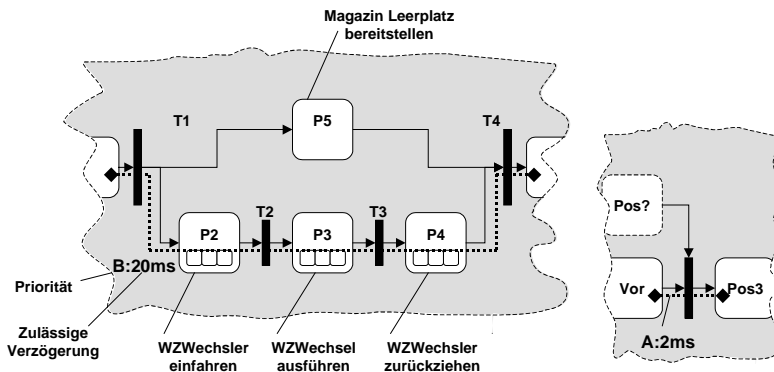 Magazin Leerplatz
bereitstellen
T1
P5
T4
T2
T3
P2
P3
P4
B:20ms
Priorität
Zulässige
Verzögerung
WZWechsler
einfahren
WZWechsel
ausführen
WZWechsler
zurückziehen
Pos?
Vor
Pos3
A:2ms